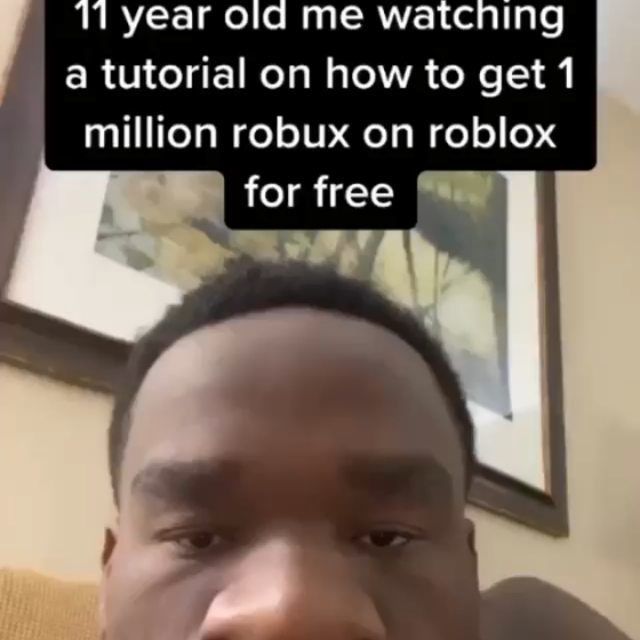 11 year old me watching
a tutorial on how to get 1
million robux on roblox
for free